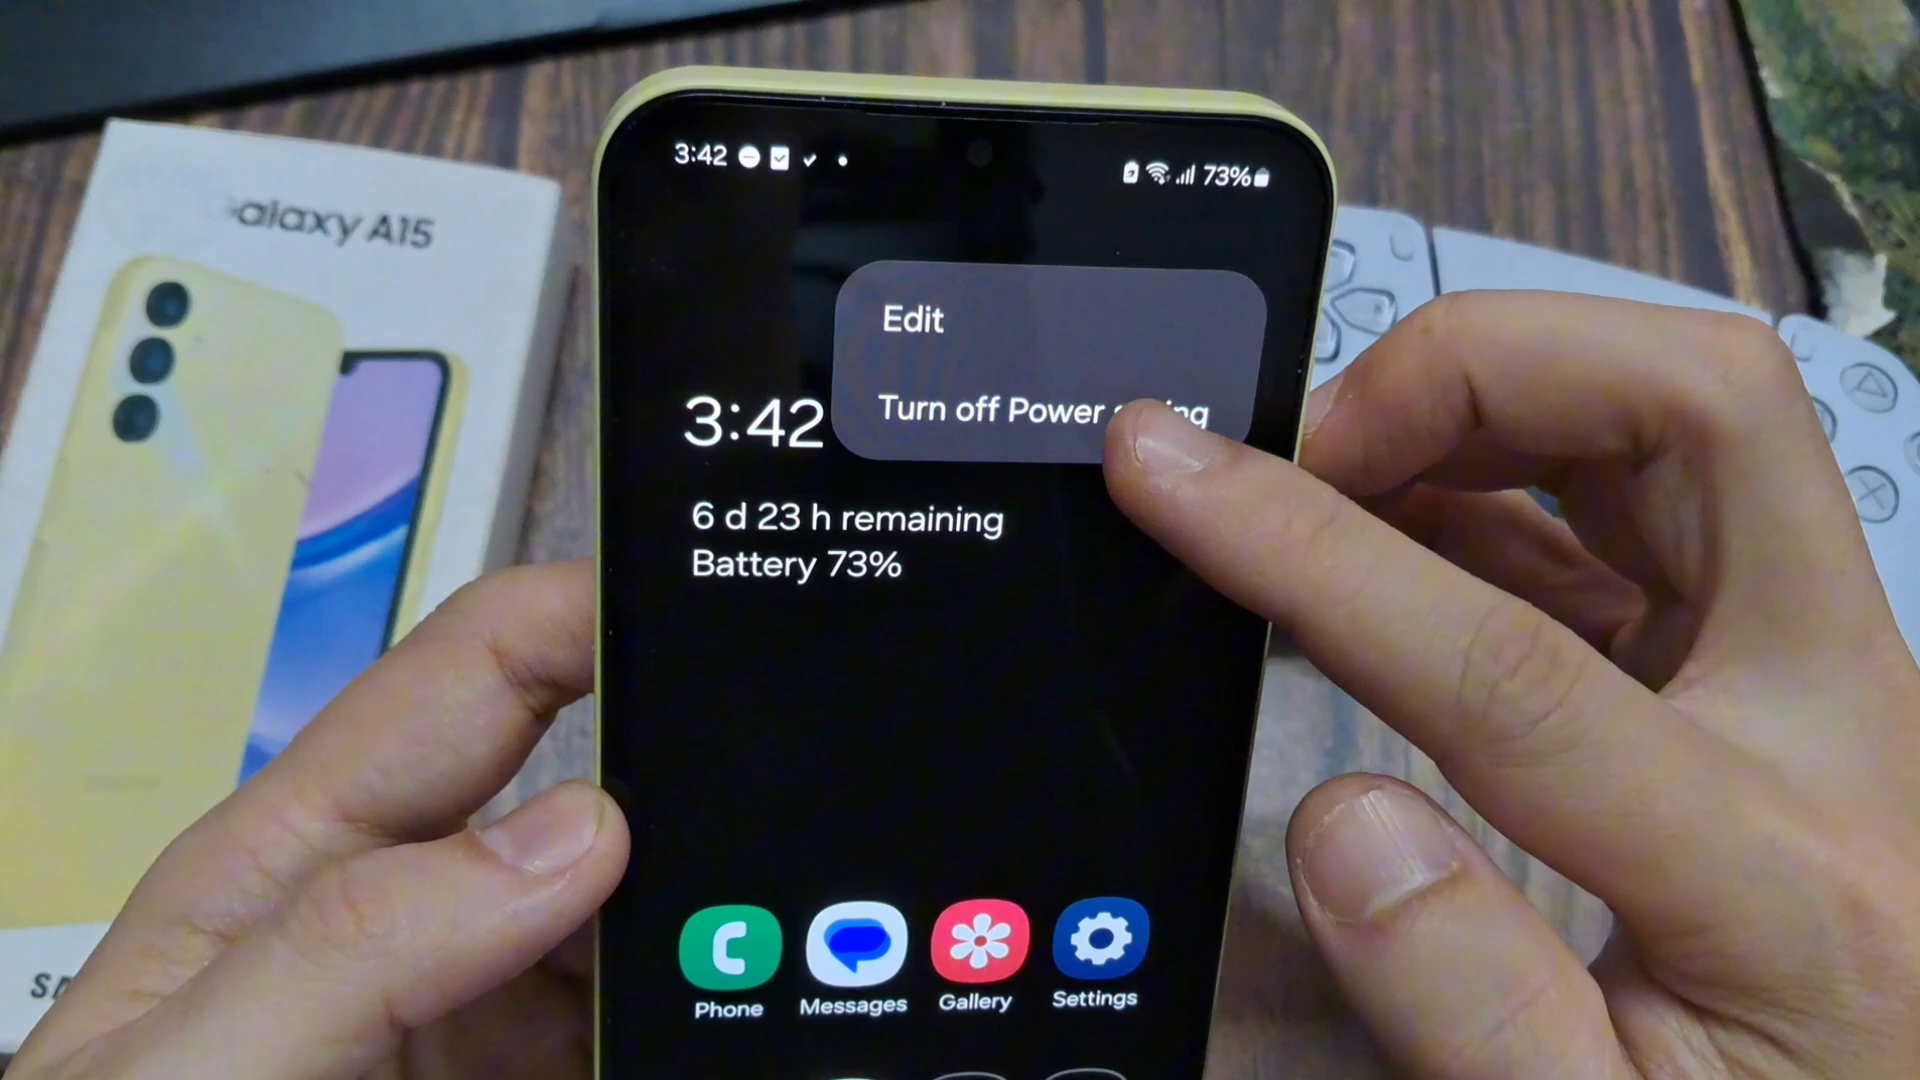 alaxy A15
3:42
73%
Edit
Turn off Power
3:42
6 d 23 h remaining
Battery 73%
Phone
Messages
Gallery
Settings
SA